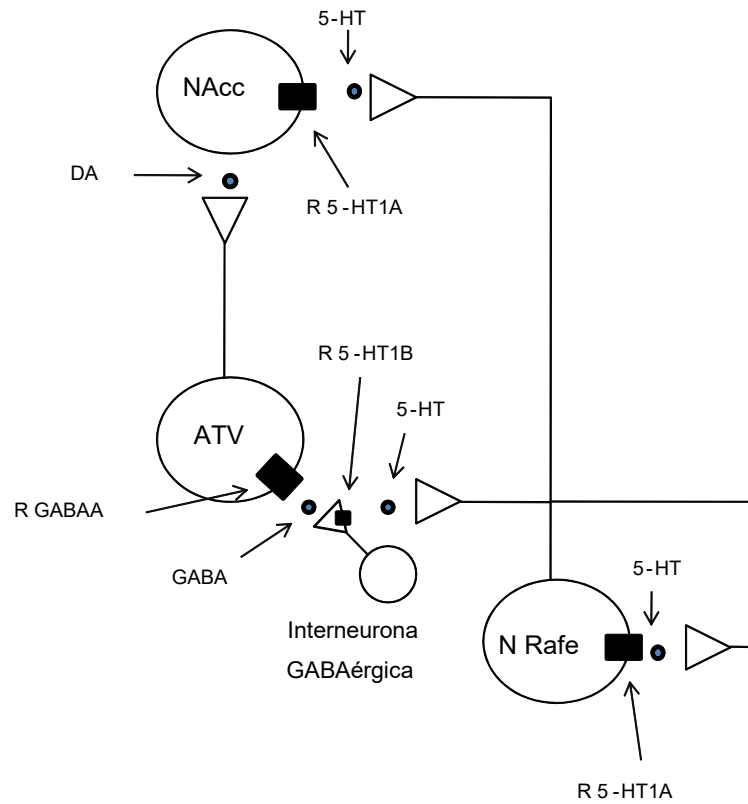 5-HT
NAcc
DA
R 5-HT1A
R 5-HT1B
5-HT
ATV
R GABAA
GABA
Interneurona
GABAérgica
5-HT
N Rafe
R 5-HT1A